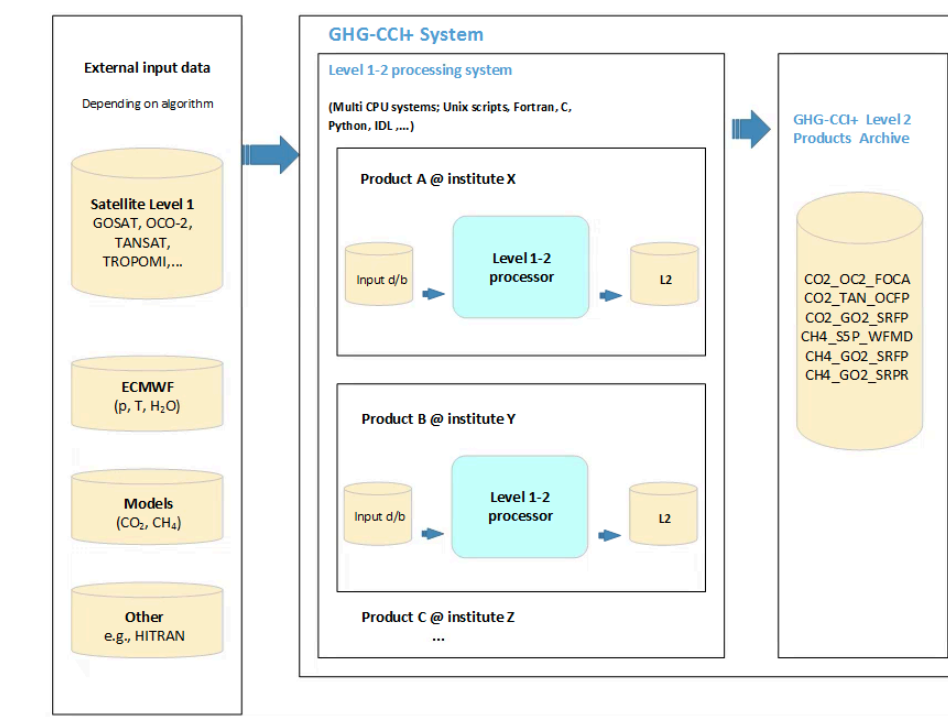 External input data
Depending on algorithm
Satellite Level 1
GOSAT, OCO-2,
TANSAT,
TROPOMI,...
ECMWF
(p, T, H₂O)
Models
(CO₂, CH₄)
Other
e.g., HITRAN
GHG-CCI+ System
Level 1-2 processing system
(Multi CPU systems; Unix scripts, Fortran, C,
Python, IDL ,...)
Product A @ institute X
Input d/b
Level 1-2
processor
L2
Product B @ institute Y
Input d/b
Level 1-2
processor
L2
Product C @ institute Z
...
GHG-CCI+ Level 2
Products Archive
CO2_OC2_FOCA
CO2_TAN_OCFP
CO2_GO2_SRFP
CH4_S5P_WFMD
CH4_GO2_SRFP
CH4_GO2_SRPR